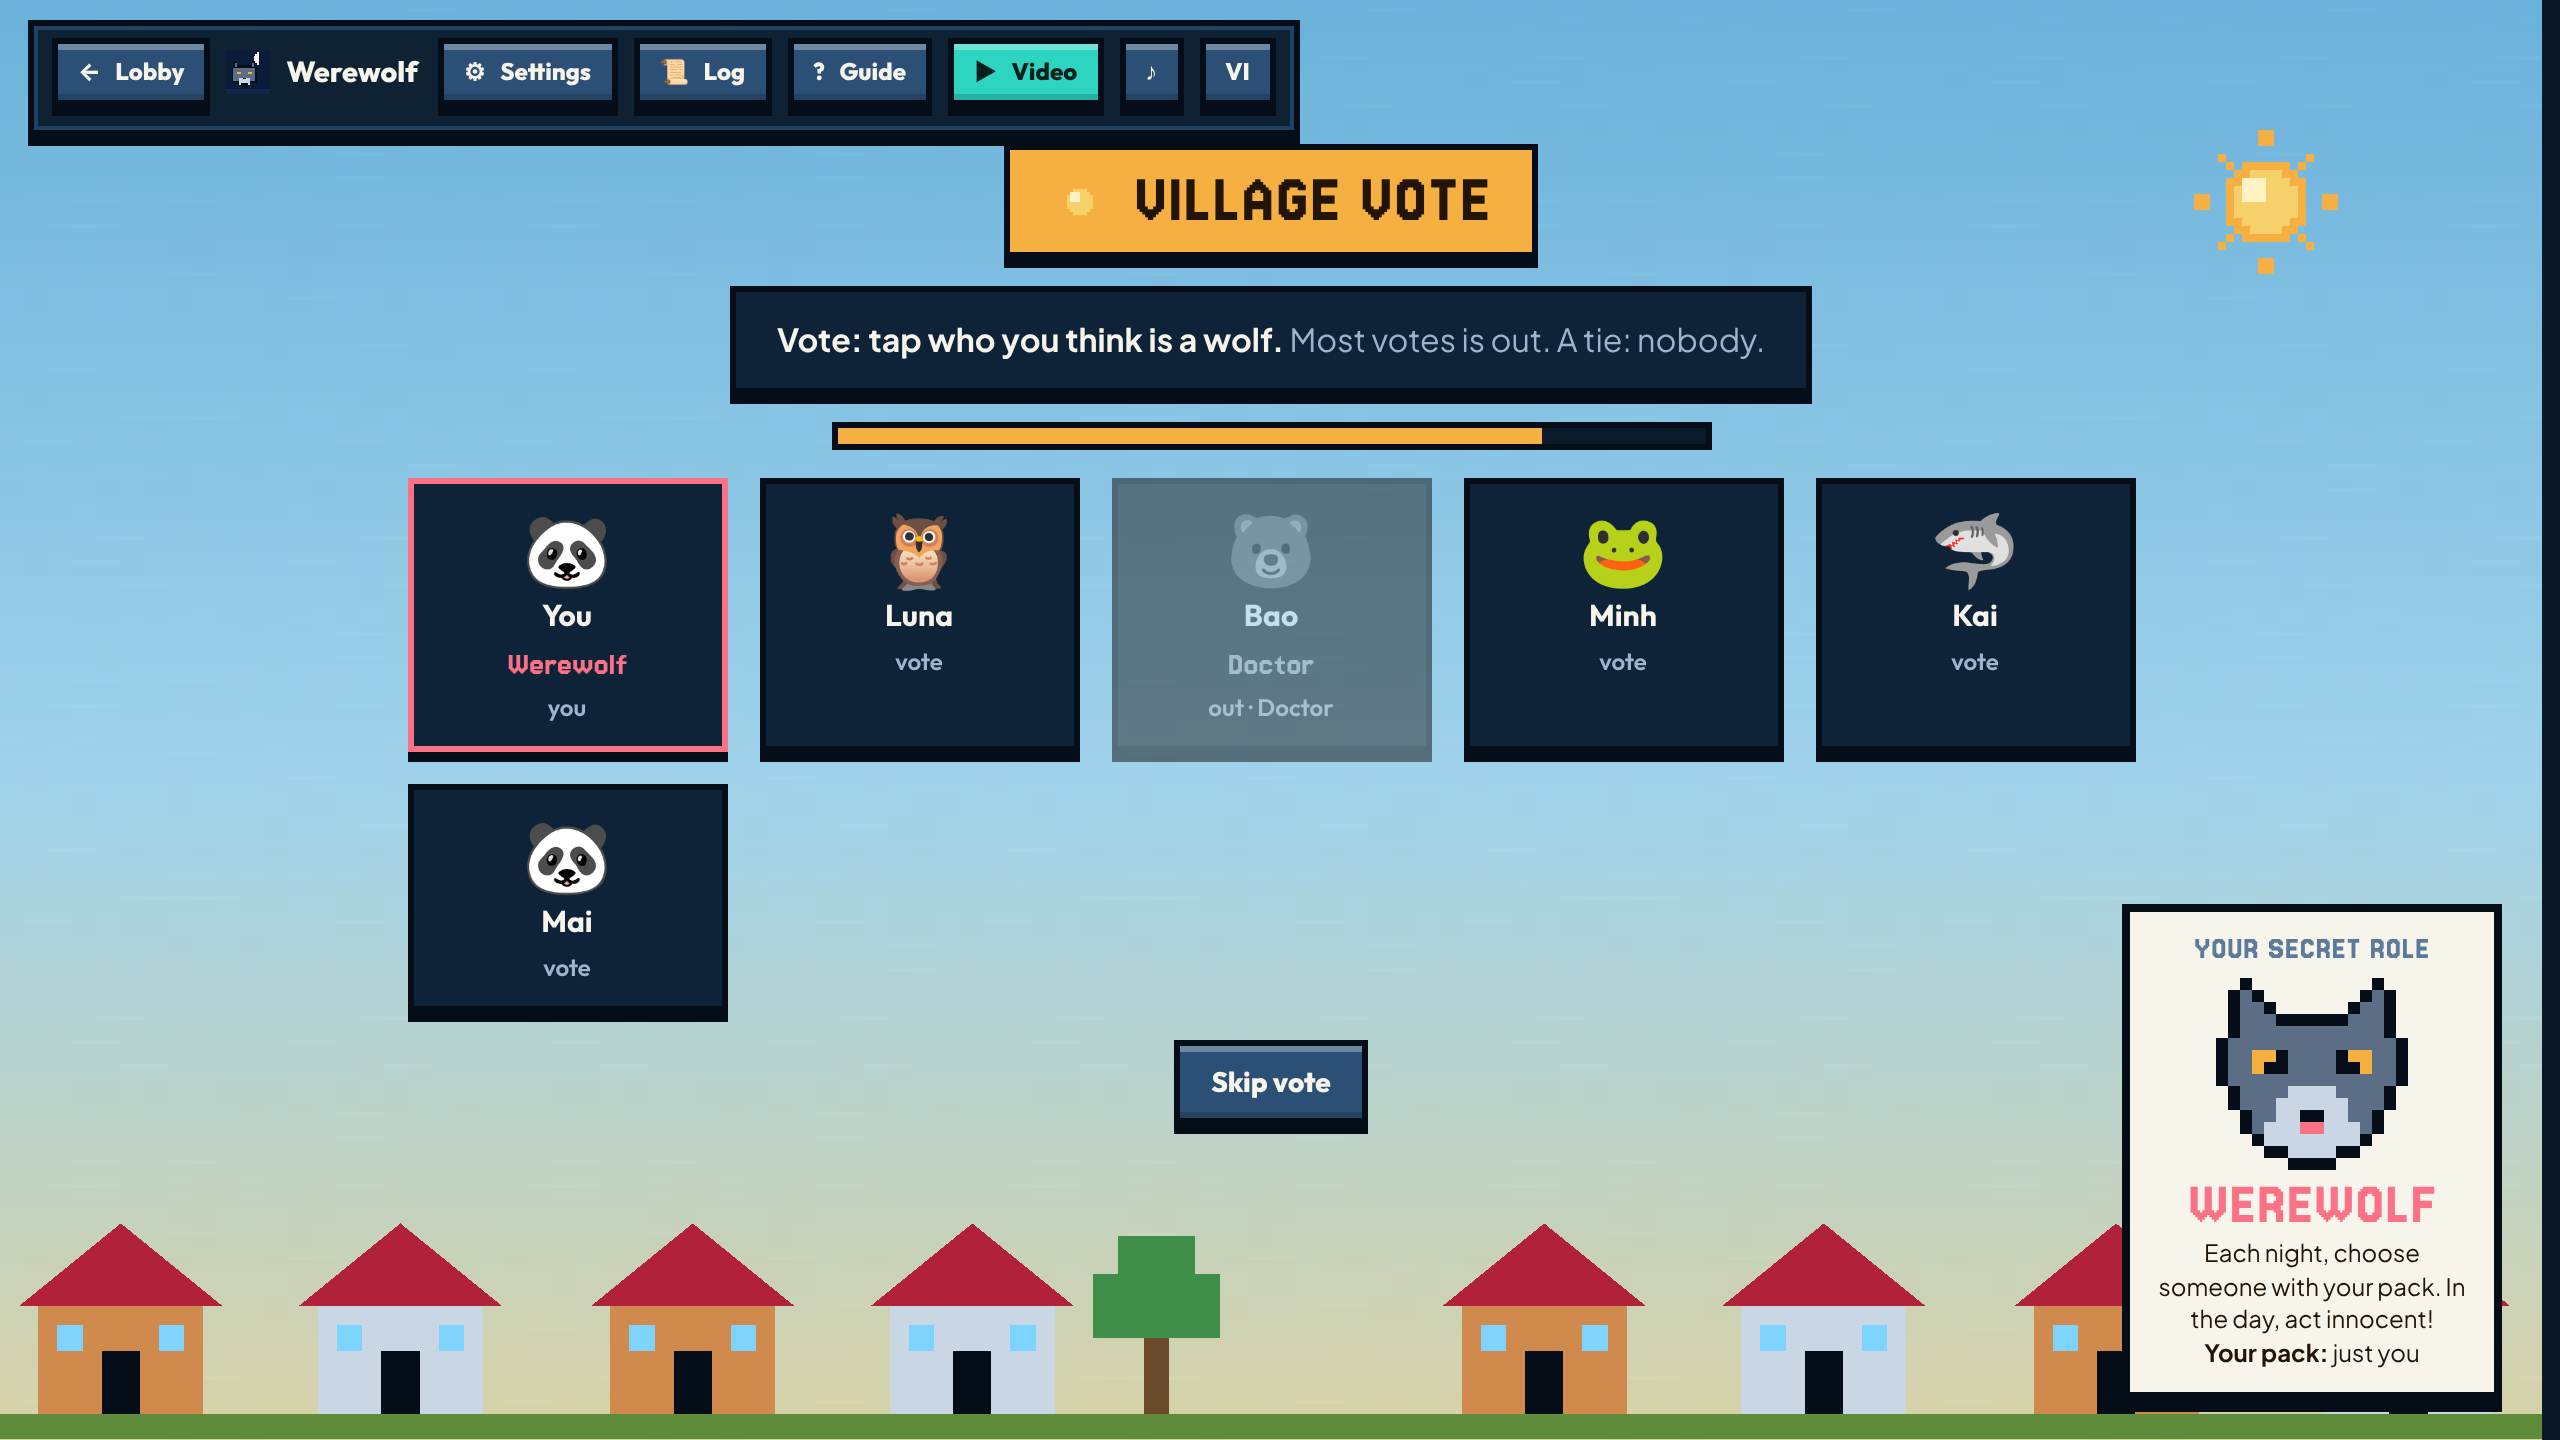 ← Lobby
Werewolf
⚙ Settings
📜 Log
? Guide
▶ Video
♪
VI
VILLAGE VOTE
Vote: tap who you think is a wolf. Most votes is out. A tie: nobody.
You
Werewolf
you
Luna
vote
Bao
Doctor
out · Doctor
Minh
vote
Kai
vote
Mai
vote
Skip vote
YOUR SECRET ROLE
WEREWOLF
Each night, choose
someone with your pack. In
the day, act innocent!
Your pack: just you